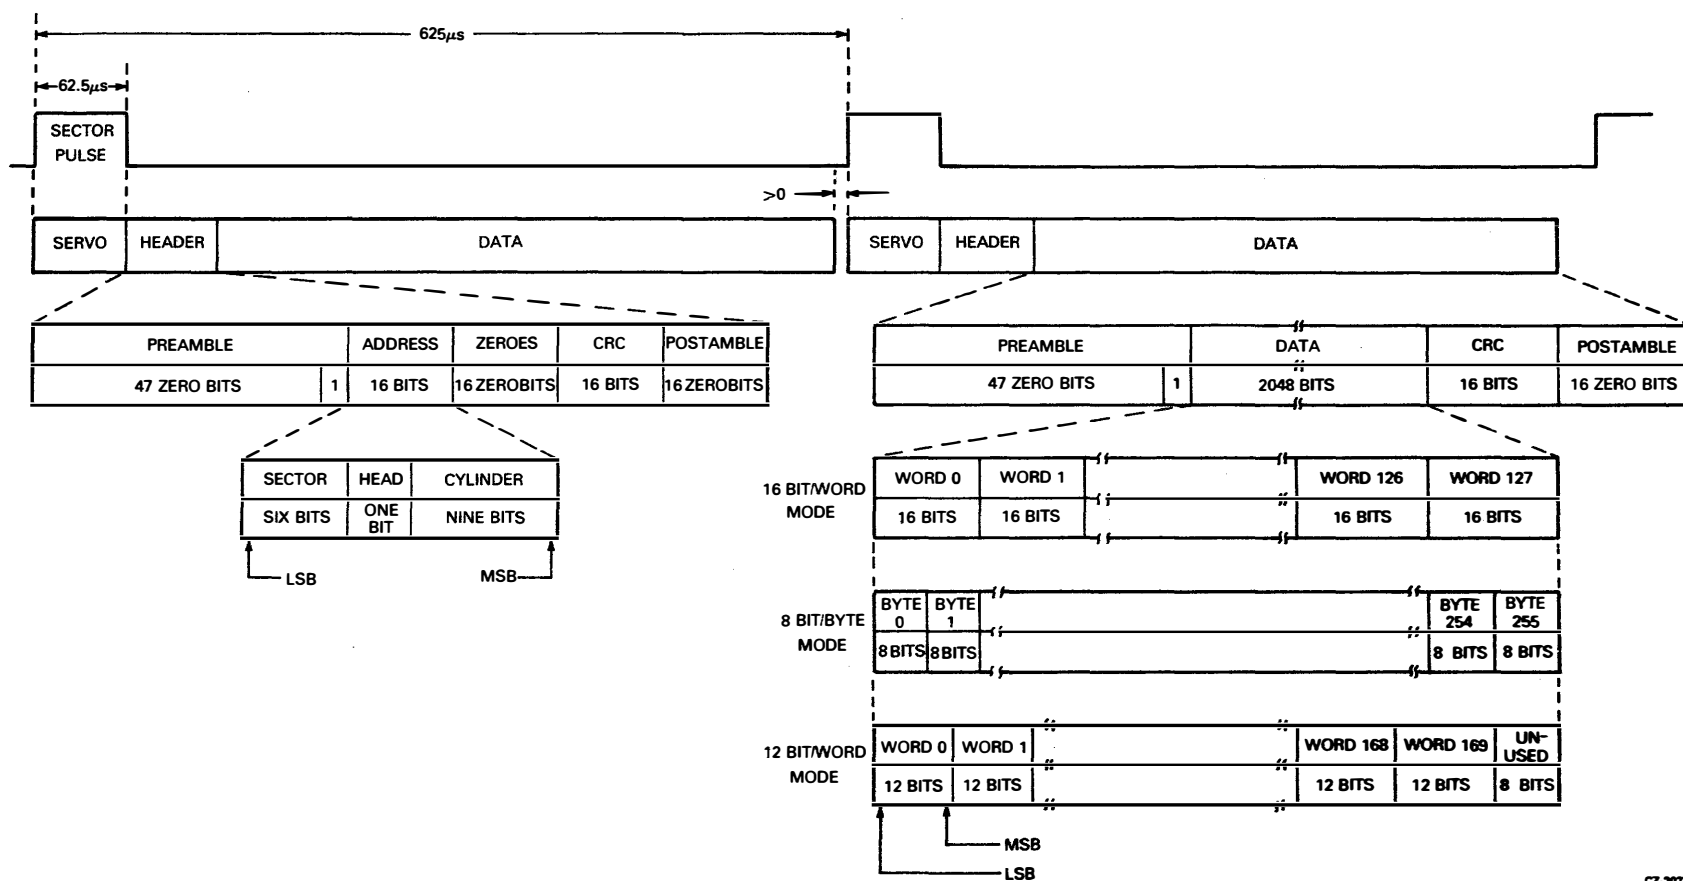 625μs
62.5μs
SECTOR
PULSE
>0
SERVO HEADER DATA
SERVO HEADER DATA
PREAMBLE ADDRESS ZEROES CRC POSTAMBLE
47 ZERO BITS 1 16 BITS 16 ZEROBITS 16 BITS 16 ZEROBITS
SECTOR HEAD CYLINDER
SIX BITS ONE BIT NINE BITS
LSB MSB
PREAMBLE DATA CRC POSTAMBLE
47 ZERO BITS 1 2048 BITS 16 BITS 16 ZERO BITS
16 BIT/WORD
MODE
WORD 0 WORD 1 WORD 126 WORD 127
16 BITS 16 BITS 16 BITS 16 BITS
8 BIT/BYTE
MODE
BYTE 0 BYTE 1 BYTE 254 BYTE 255
8 BITS 8 BITS 8 BITS 8 BITS
12 BIT/WORD
MODE
WORD 0 WORD 1 WORD 168 WORD 169 UN-
USED
12 BITS 12 BITS 12 BITS 12 BITS 8 BITS
MSB
LSB